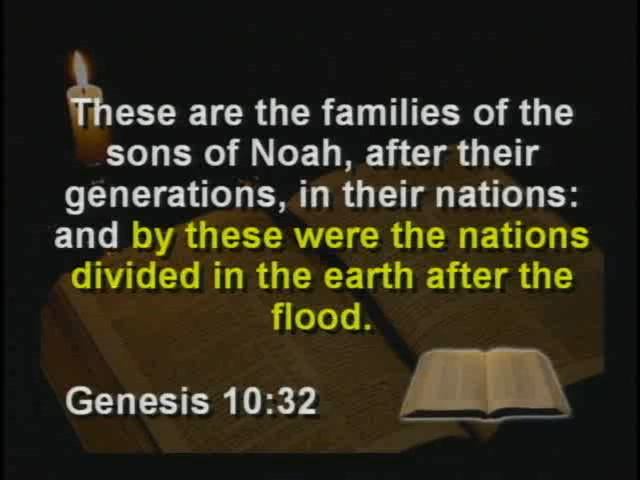 These are the families of the
sons of Noah, after their
generations, in their nations:
and by these were the nations
divided in the earth after the
flood.
Genesis 10:32